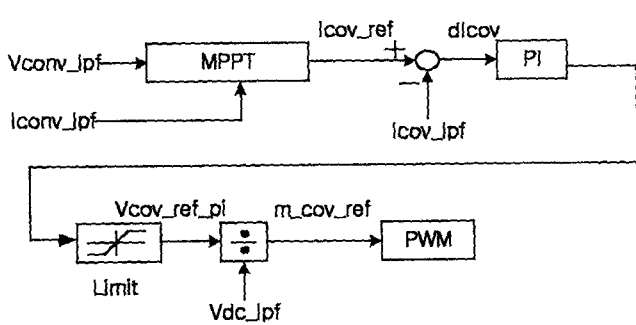 Icov_ref
dicov
Vconv_lpf
MPPT
+
PI
Iconv_lpf
−
Icov_lpf
Vcov_ref_pi
m_cov_ref
÷
PWM
Limit
Vdc_lpf